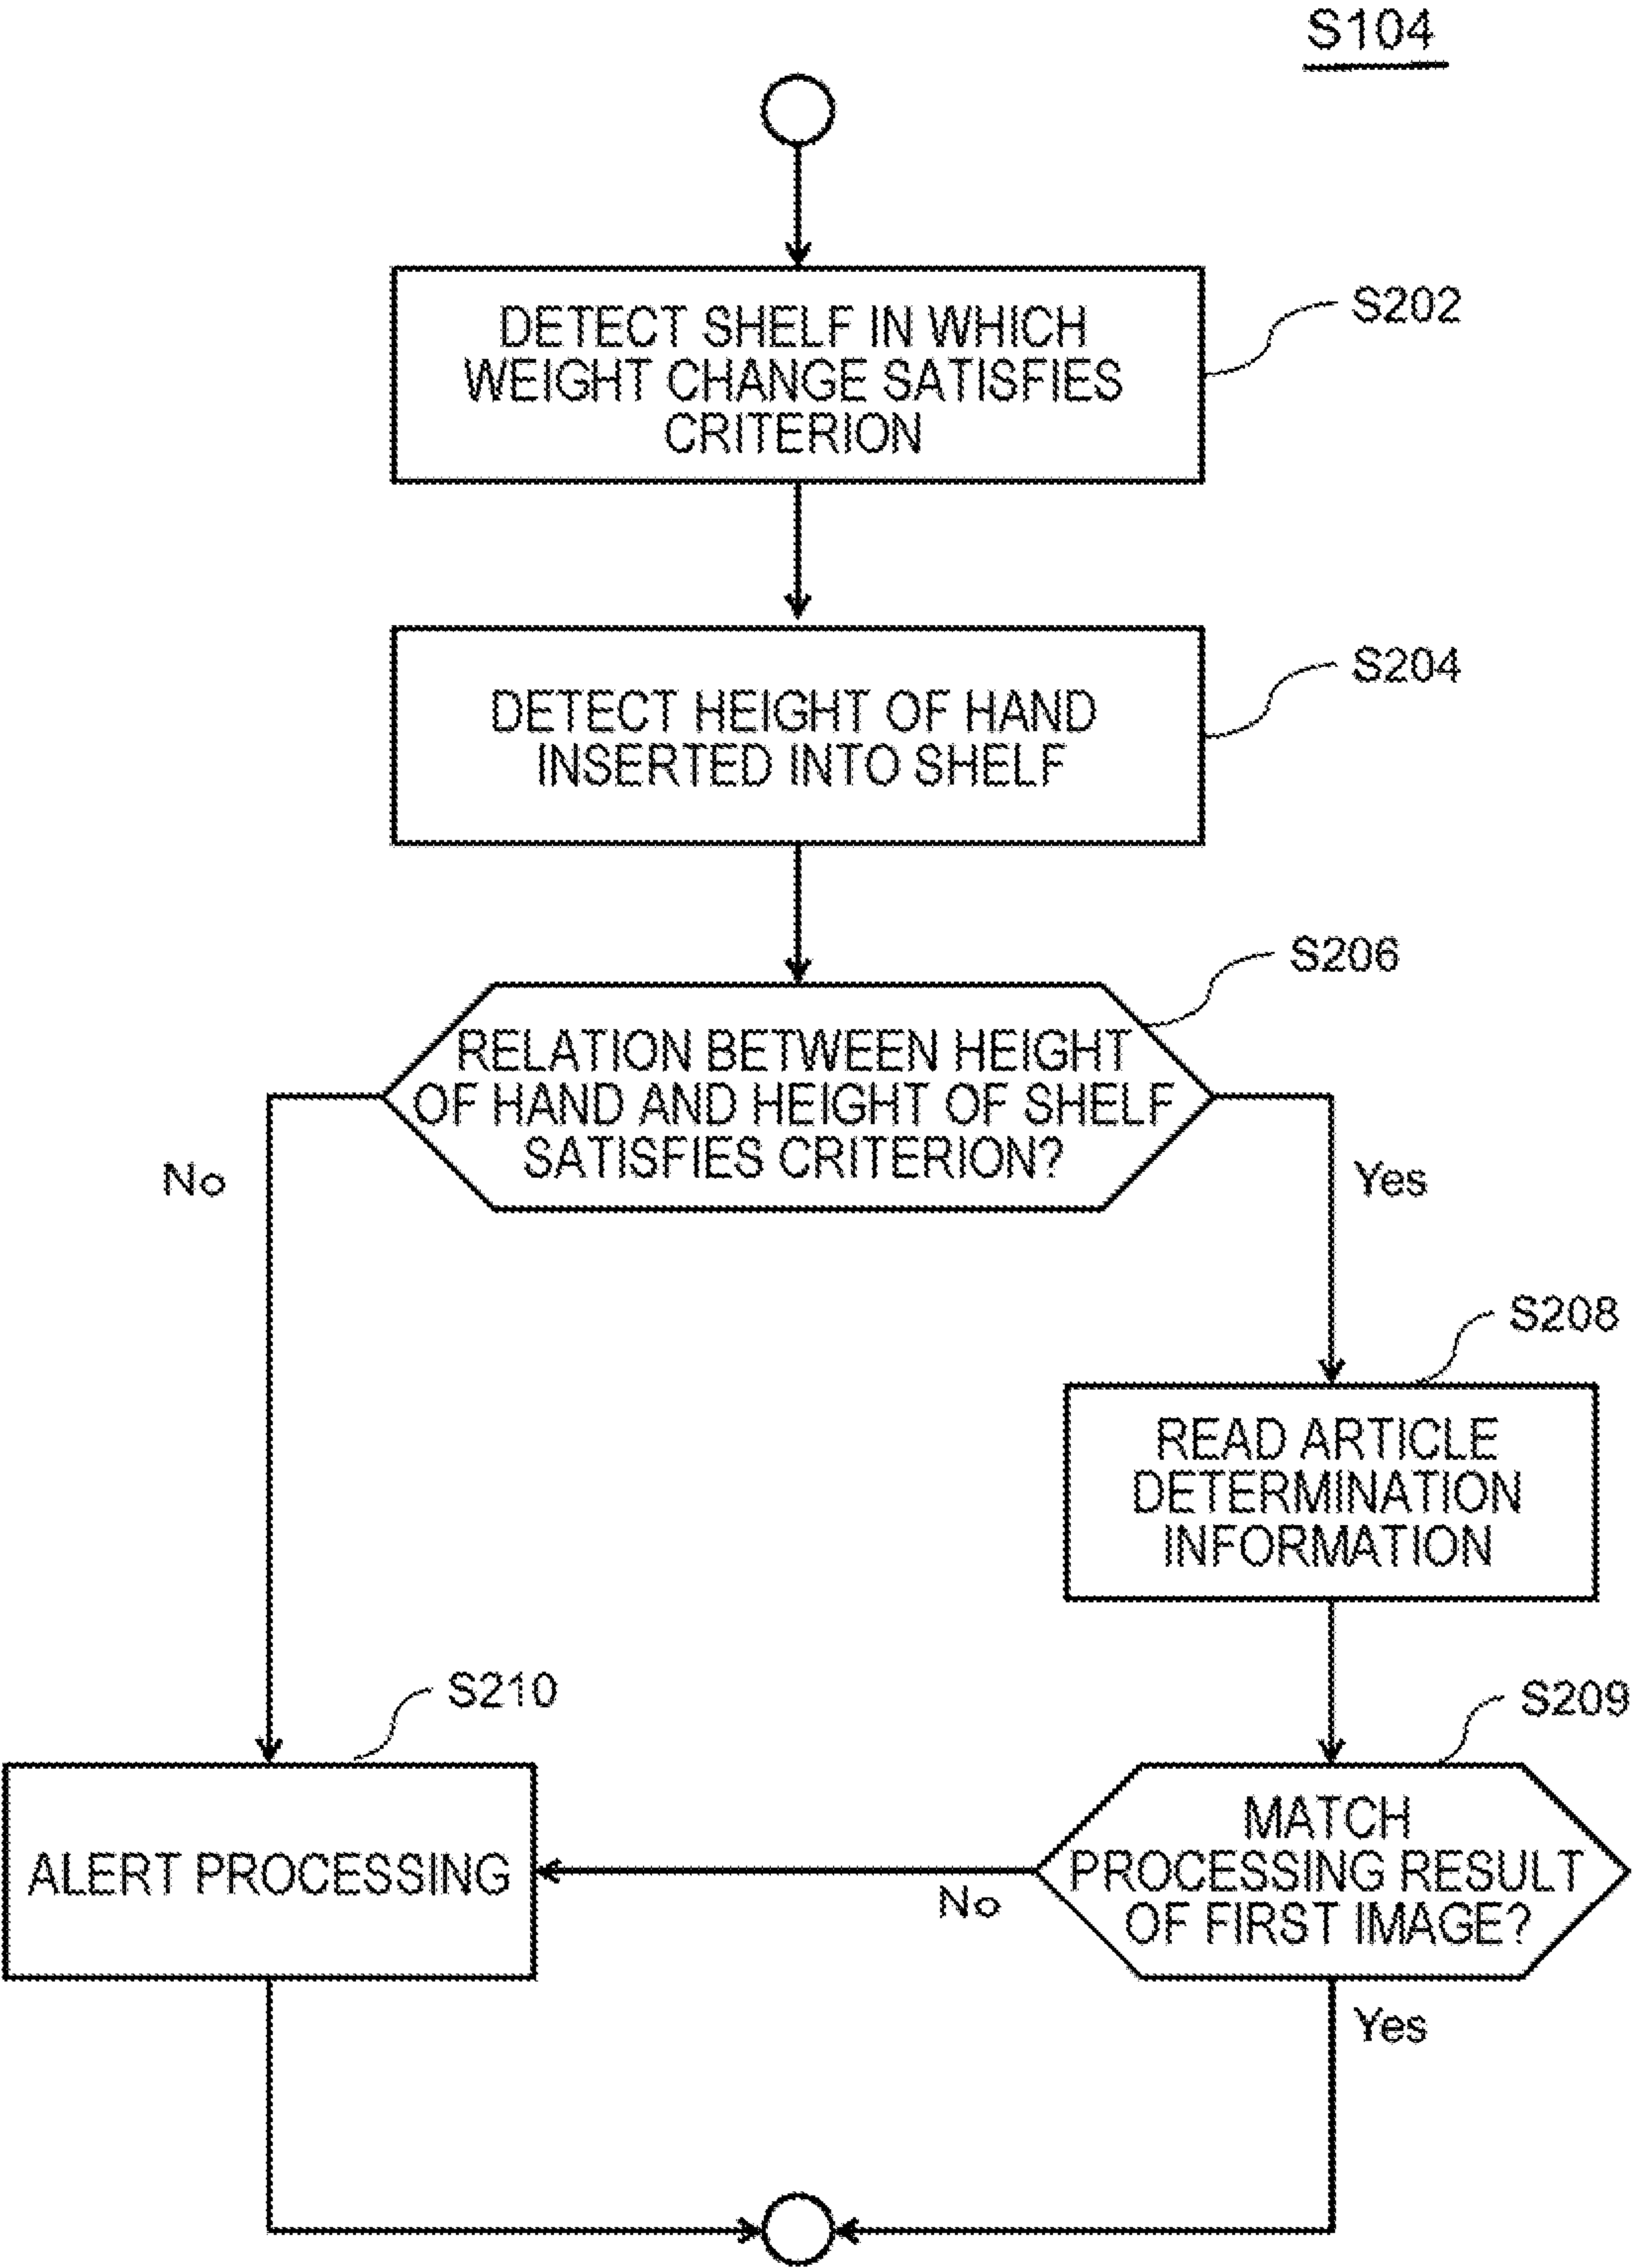 S104
DETECT SHELF IN WHICH
WEIGHT CHANGE SATISFIES
CRITERION
S202
DETECT HEIGHT OF HAND
INSERTED INTO SHELF
S204
RELATION BETWEEN HEIGHT
OF HAND AND HEIGHT OF SHELF
SATISFIES CRITERION?
S206
No
Yes
READ ARTICLE
DETERMINATION
INFORMATION
S208
ALERT PROCESSING
S210
MATCH
PROCESSING RESULT
OF FIRST IMAGE?
S209
No
Yes